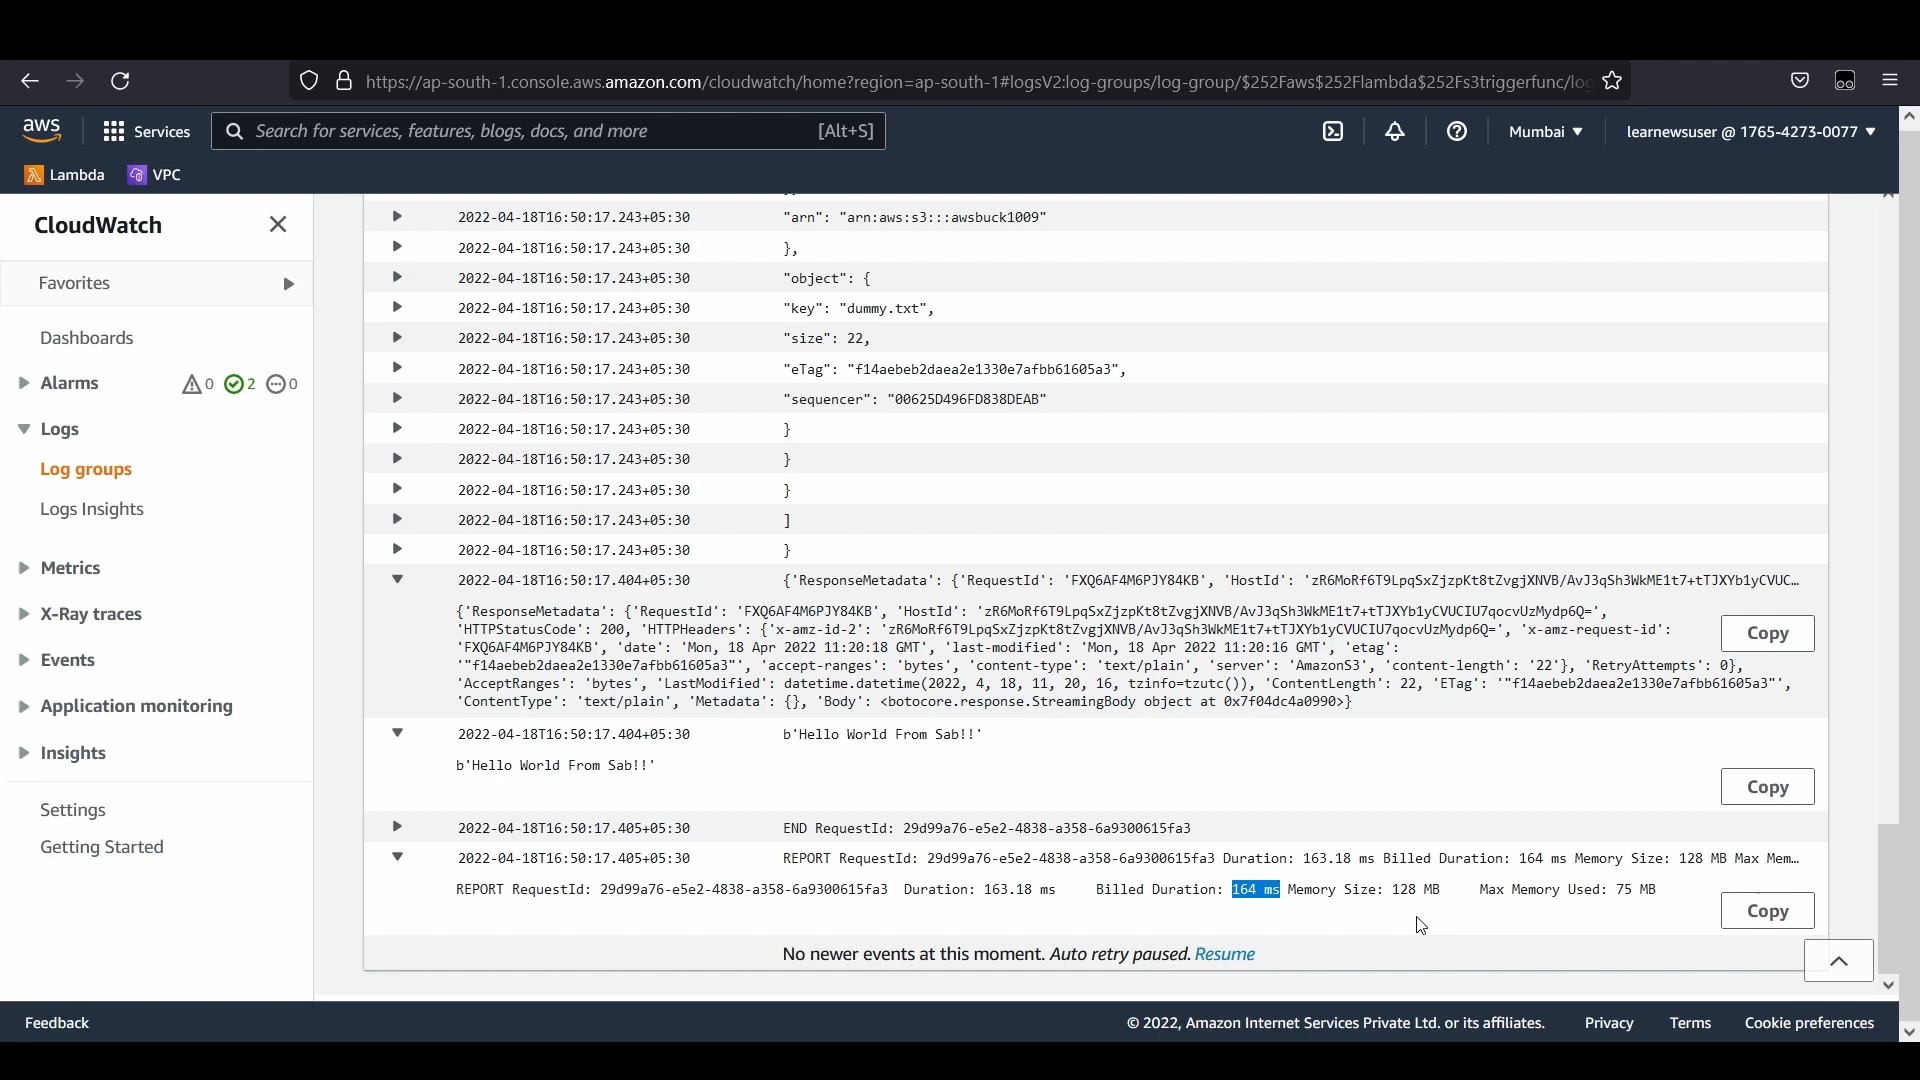 https://ap-south-1.console.aws.amazon.com/cloudwatch/home?region=ap-south-1#logsV2:log-groups/log-group/$252Faws$252Flambda$252Fs3triggerfunc/log
aws
Services
Search for services, features, blogs, docs, and more
[Alt+S]
Mumbai
learnewsuser @ 1765-4273-0077
Lambda
VPC
CloudWatch
Favorites
Dashboards
Alarms
0
2
0
Logs
Log groups
Logs Insights
Metrics
X-Ray traces
Events
Application monitoring
Insights
Settings
Getting Started
2022-04-18T16:50:17.243+05:30 "arn": "arn:aws:s3:::awsbuck1009"
2022-04-18T16:50:17.243+05:30 },
2022-04-18T16:50:17.243+05:30 "object": {
2022-04-18T16:50:17.243+05:30 "key": "dummy.txt",
2022-04-18T16:50:17.243+05:30 "size": 22,
2022-04-18T16:50:17.243+05:30 "eTag": "f14aebeb2daea2e1330e7afbb61605a3",
2022-04-18T16:50:17.243+05:30 "sequencer": "00625D496FD838DEAB"
2022-04-18T16:50:17.243+05:30 }
2022-04-18T16:50:17.243+05:30 }
2022-04-18T16:50:17.243+05:30 }
2022-04-18T16:50:17.243+05:30 ]
2022-04-18T16:50:17.243+05:30 }
2022-04-18T16:50:17.404+05:30 {'ResponseMetadata': {'RequestId': 'FXQ6AF4M6PJY84KB', 'HostId': 'zR6MoRf6T9LpqSxZjzpKt8tZvgjXNVB/AvJ3qSh3WkME1t7+tTJXYb1yCVUC...
{'ResponseMetadata': {'RequestId': 'FXQ6AF4M6PJY84KB', 'HostId': 'zR6MoRf6T9LpqSxZjzpKt8tZvgjXNVB/AvJ3qSh3WkME1t7+tTJXYb1yCVUCIU7qocvUzMydp6Q=',
'HTTPStatusCode': 200, 'HTTPHeaders': {'x-amz-id-2': 'zR6MoRf6T9LpqSxZjzpKt8tZvgjXNVB/AvJ3qSh3WkME1t7+tTJXYb1yCVUCIU7qocvUzMydp6Q=', 'x-amz-request-id':
'FXQ6AF4M6PJY84KB', 'date': 'Mon, 18 Apr 2022 11:20:18 GMT', 'last-modified': 'Mon, 18 Apr 2022 11:20:16 GMT', 'etag':
'"f14aebeb2daea2e1330e7afbb61605a3"', 'accept-ranges': 'bytes', 'content-type': 'text/plain', 'server': 'AmazonS3', 'content-length': '22'}, 'RetryAttempts': 0},
'AcceptRanges': 'bytes', 'LastModified': datetime.datetime(2022, 4, 18, 11, 20, 16, tzinfo=tzutc()), 'ContentLength': 22, 'ETag': '"f14aebeb2daea2e1330e7afbb61605a3"',
'ContentType': 'text/plain', 'Metadata': {}, 'Body': <botocore.response.StreamingBody object at 0x7f04dc4a0990>}
Copy
2022-04-18T16:50:17.404+05:30 b'Hello World From Sab!!'
b'Hello World From Sab!!'
Copy
2022-04-18T16:50:17.405+05:30 END RequestId: 29d99a76-e5e2-4838-a358-6a9300615fa3
2022-04-18T16:50:17.405+05:30 REPORT RequestId: 29d99a76-e5e2-4838-a358-6a9300615fa3 Duration: 163.18 ms Billed Duration: 164 ms Memory Size: 128 MB Max Mem...
REPORT RequestId: 29d99a76-e5e2-4838-a358-6a9300615fa3 Duration: 163.18 ms Billed Duration: 164 ms Memory Size: 128 MB Max Memory Used: 75 MB
Copy
No newer events at this moment. Auto retry paused. Resume
Feedback
© 2022, Amazon Internet Services Private Ltd. or its affiliates.
Privacy
Terms
Cookie preferences